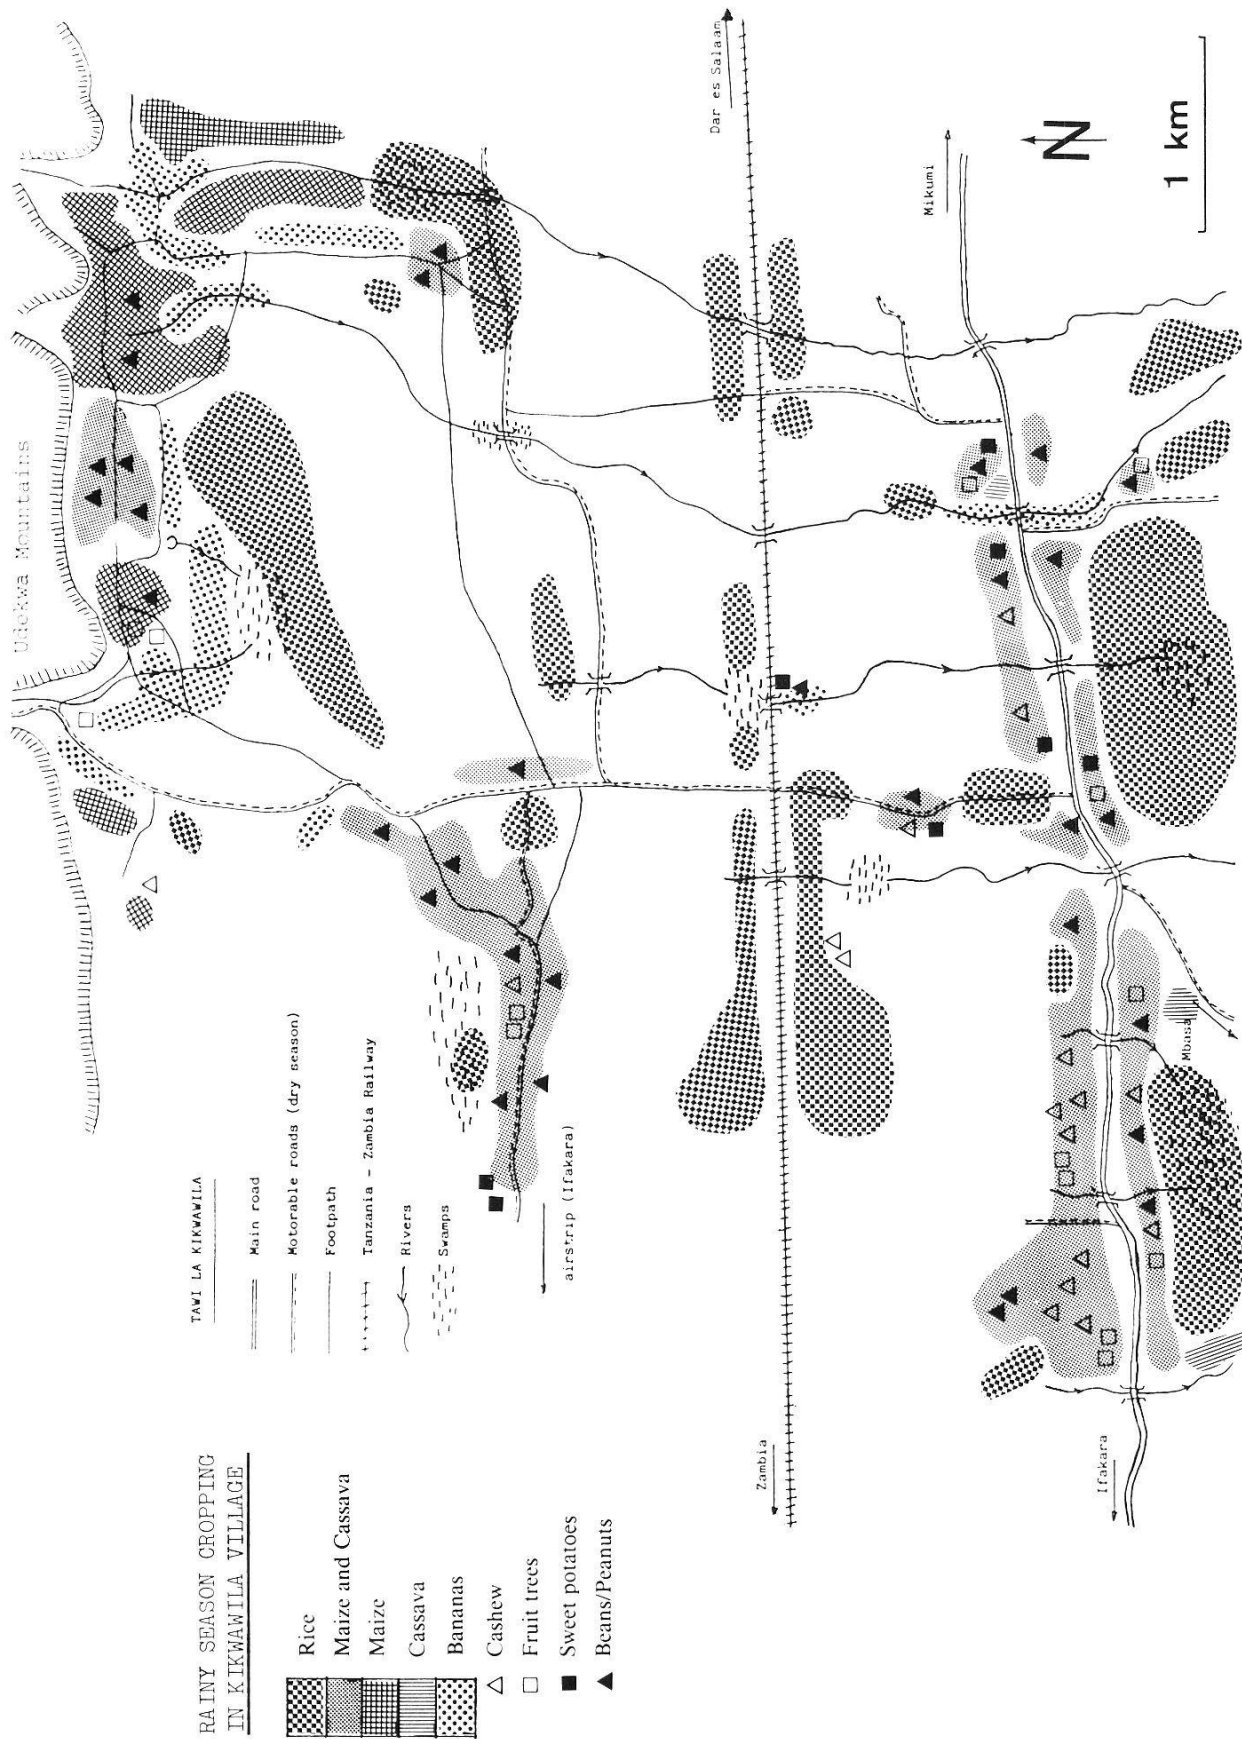 RAINY SEASON CROPPING
IN KIKWAWILA VILLAGE
Rice
Maize and Cassava
Maize
Cassava
Bananas
Cashew
Fruit trees
Sweet potatoes
Beans/Peanuts
TAWI LA KIKWAWILA
Main road
Motorable roads (dry season)
Footpath
Tanzania - Zambia Railway
Rivers
Swamps
Udekwa Mountains
airstrip (Ifakara)
Zambia
Dar es Salaam
Ifakara
Mbasa
Mikumi
N
1 km